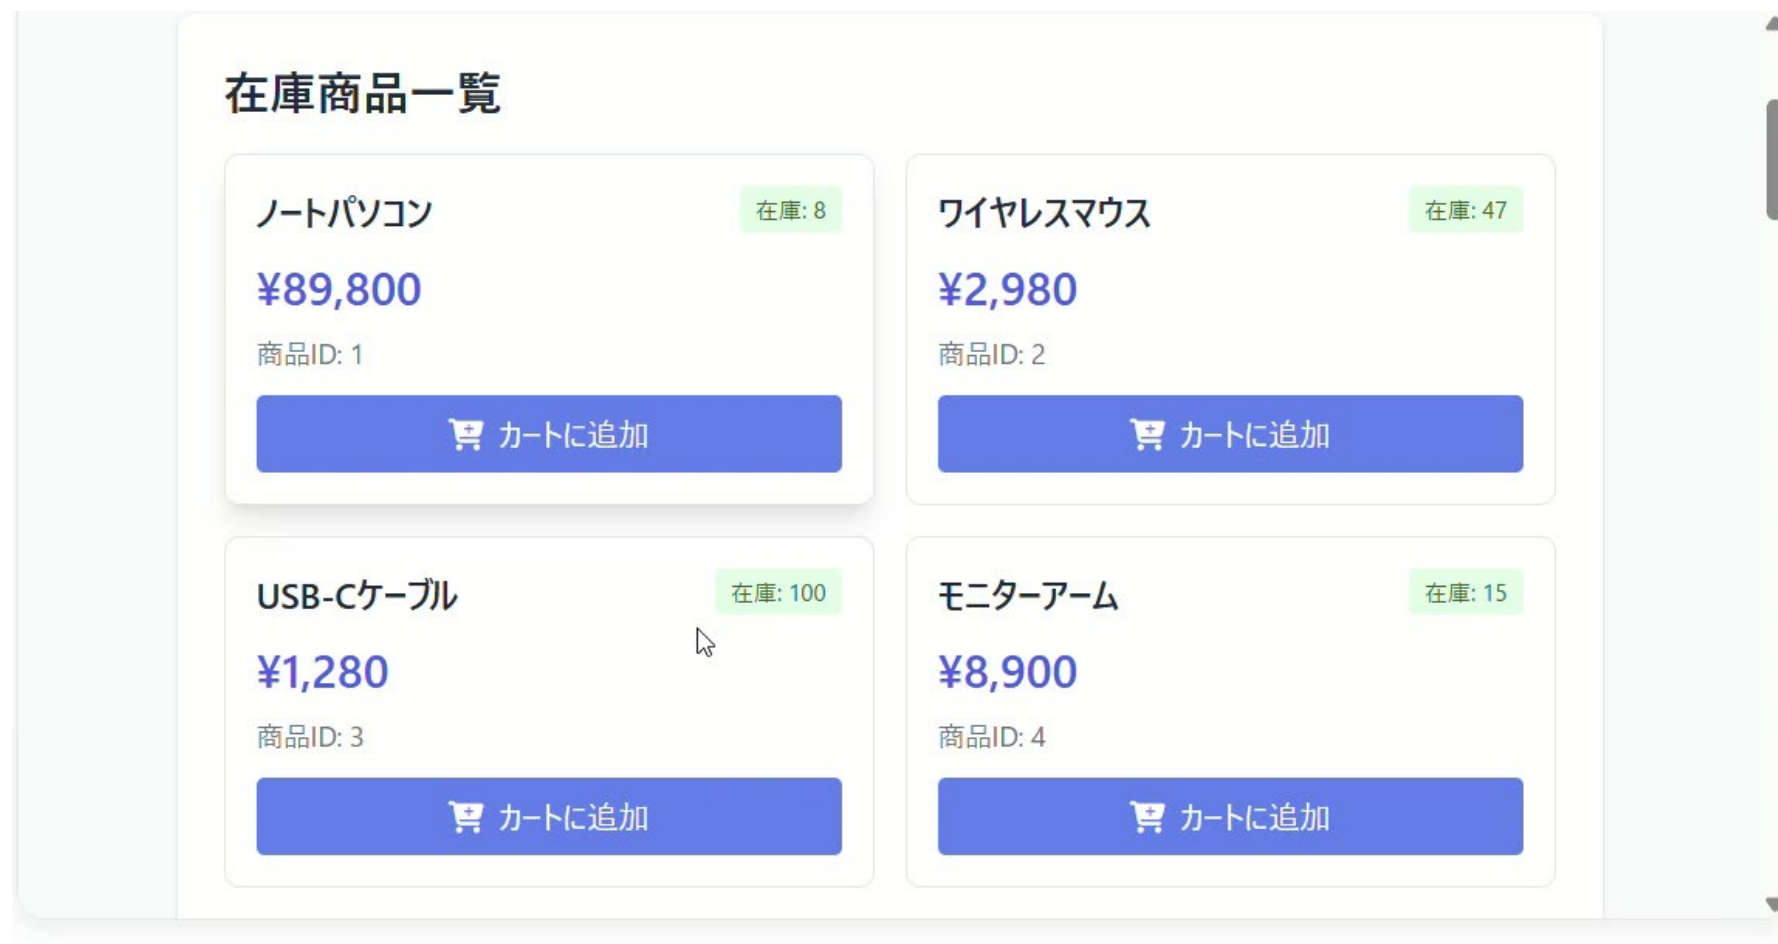 在庫商品一覧
ノートパソコン
在庫: 8
¥89,800
商品ID: 1
カートに追加
ワイヤレスマウス
在庫: 47
¥2,980
商品ID: 2
カートに追加
USB-Cケーブル
在庫: 100
¥1,280
商品ID: 3
カートに追加
モニターアーム
在庫: 15
¥8,900
商品ID: 4
カートに追加